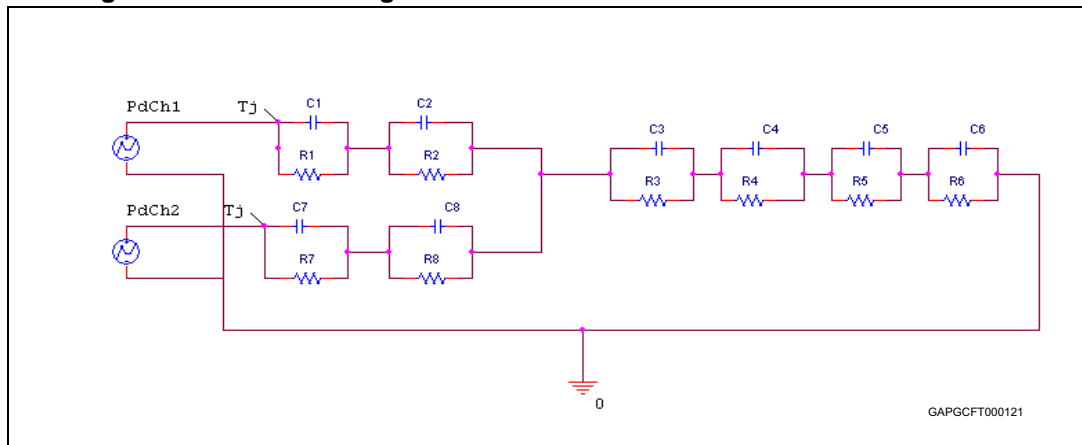 PdCh1
Tj
C1
C2
R1
R2
C3
C4
C5
C6
R3
R4
R5
R6
PdCh2
Tj
C7
C8
R7
R8
0
GAPGCFT000121